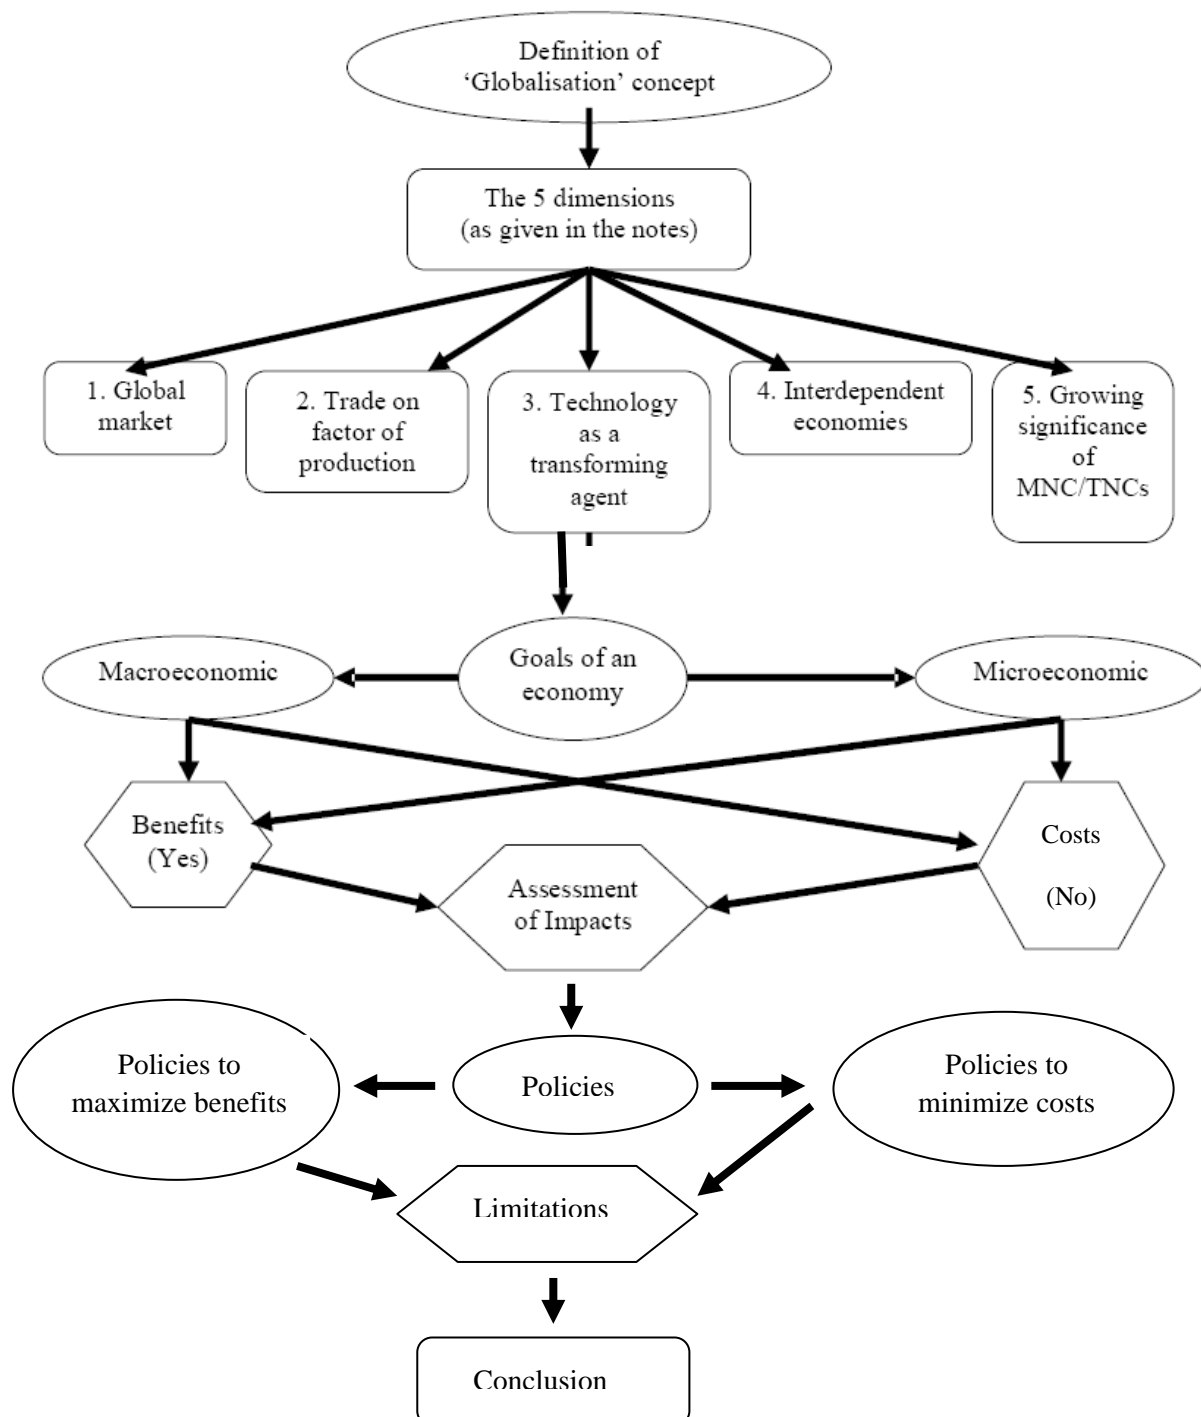 Definition of
‘Globalisation’ concept
The 5 dimensions
(as given in the notes)
1. Global
market
2. Trade on
factor of
production
3. Technology
as a
transforming
agent
4. Interdependent
economies
5. Growing
significance
of
MNC/TNCs
Macroeconomic
Goals of an
economy
Microeconomic
Benefits
(Yes)
Assessment
of Impacts
Costs
(No)
Policies to
maximize benefits
Policies
Policies to
minimize costs
Limitations
Conclusion